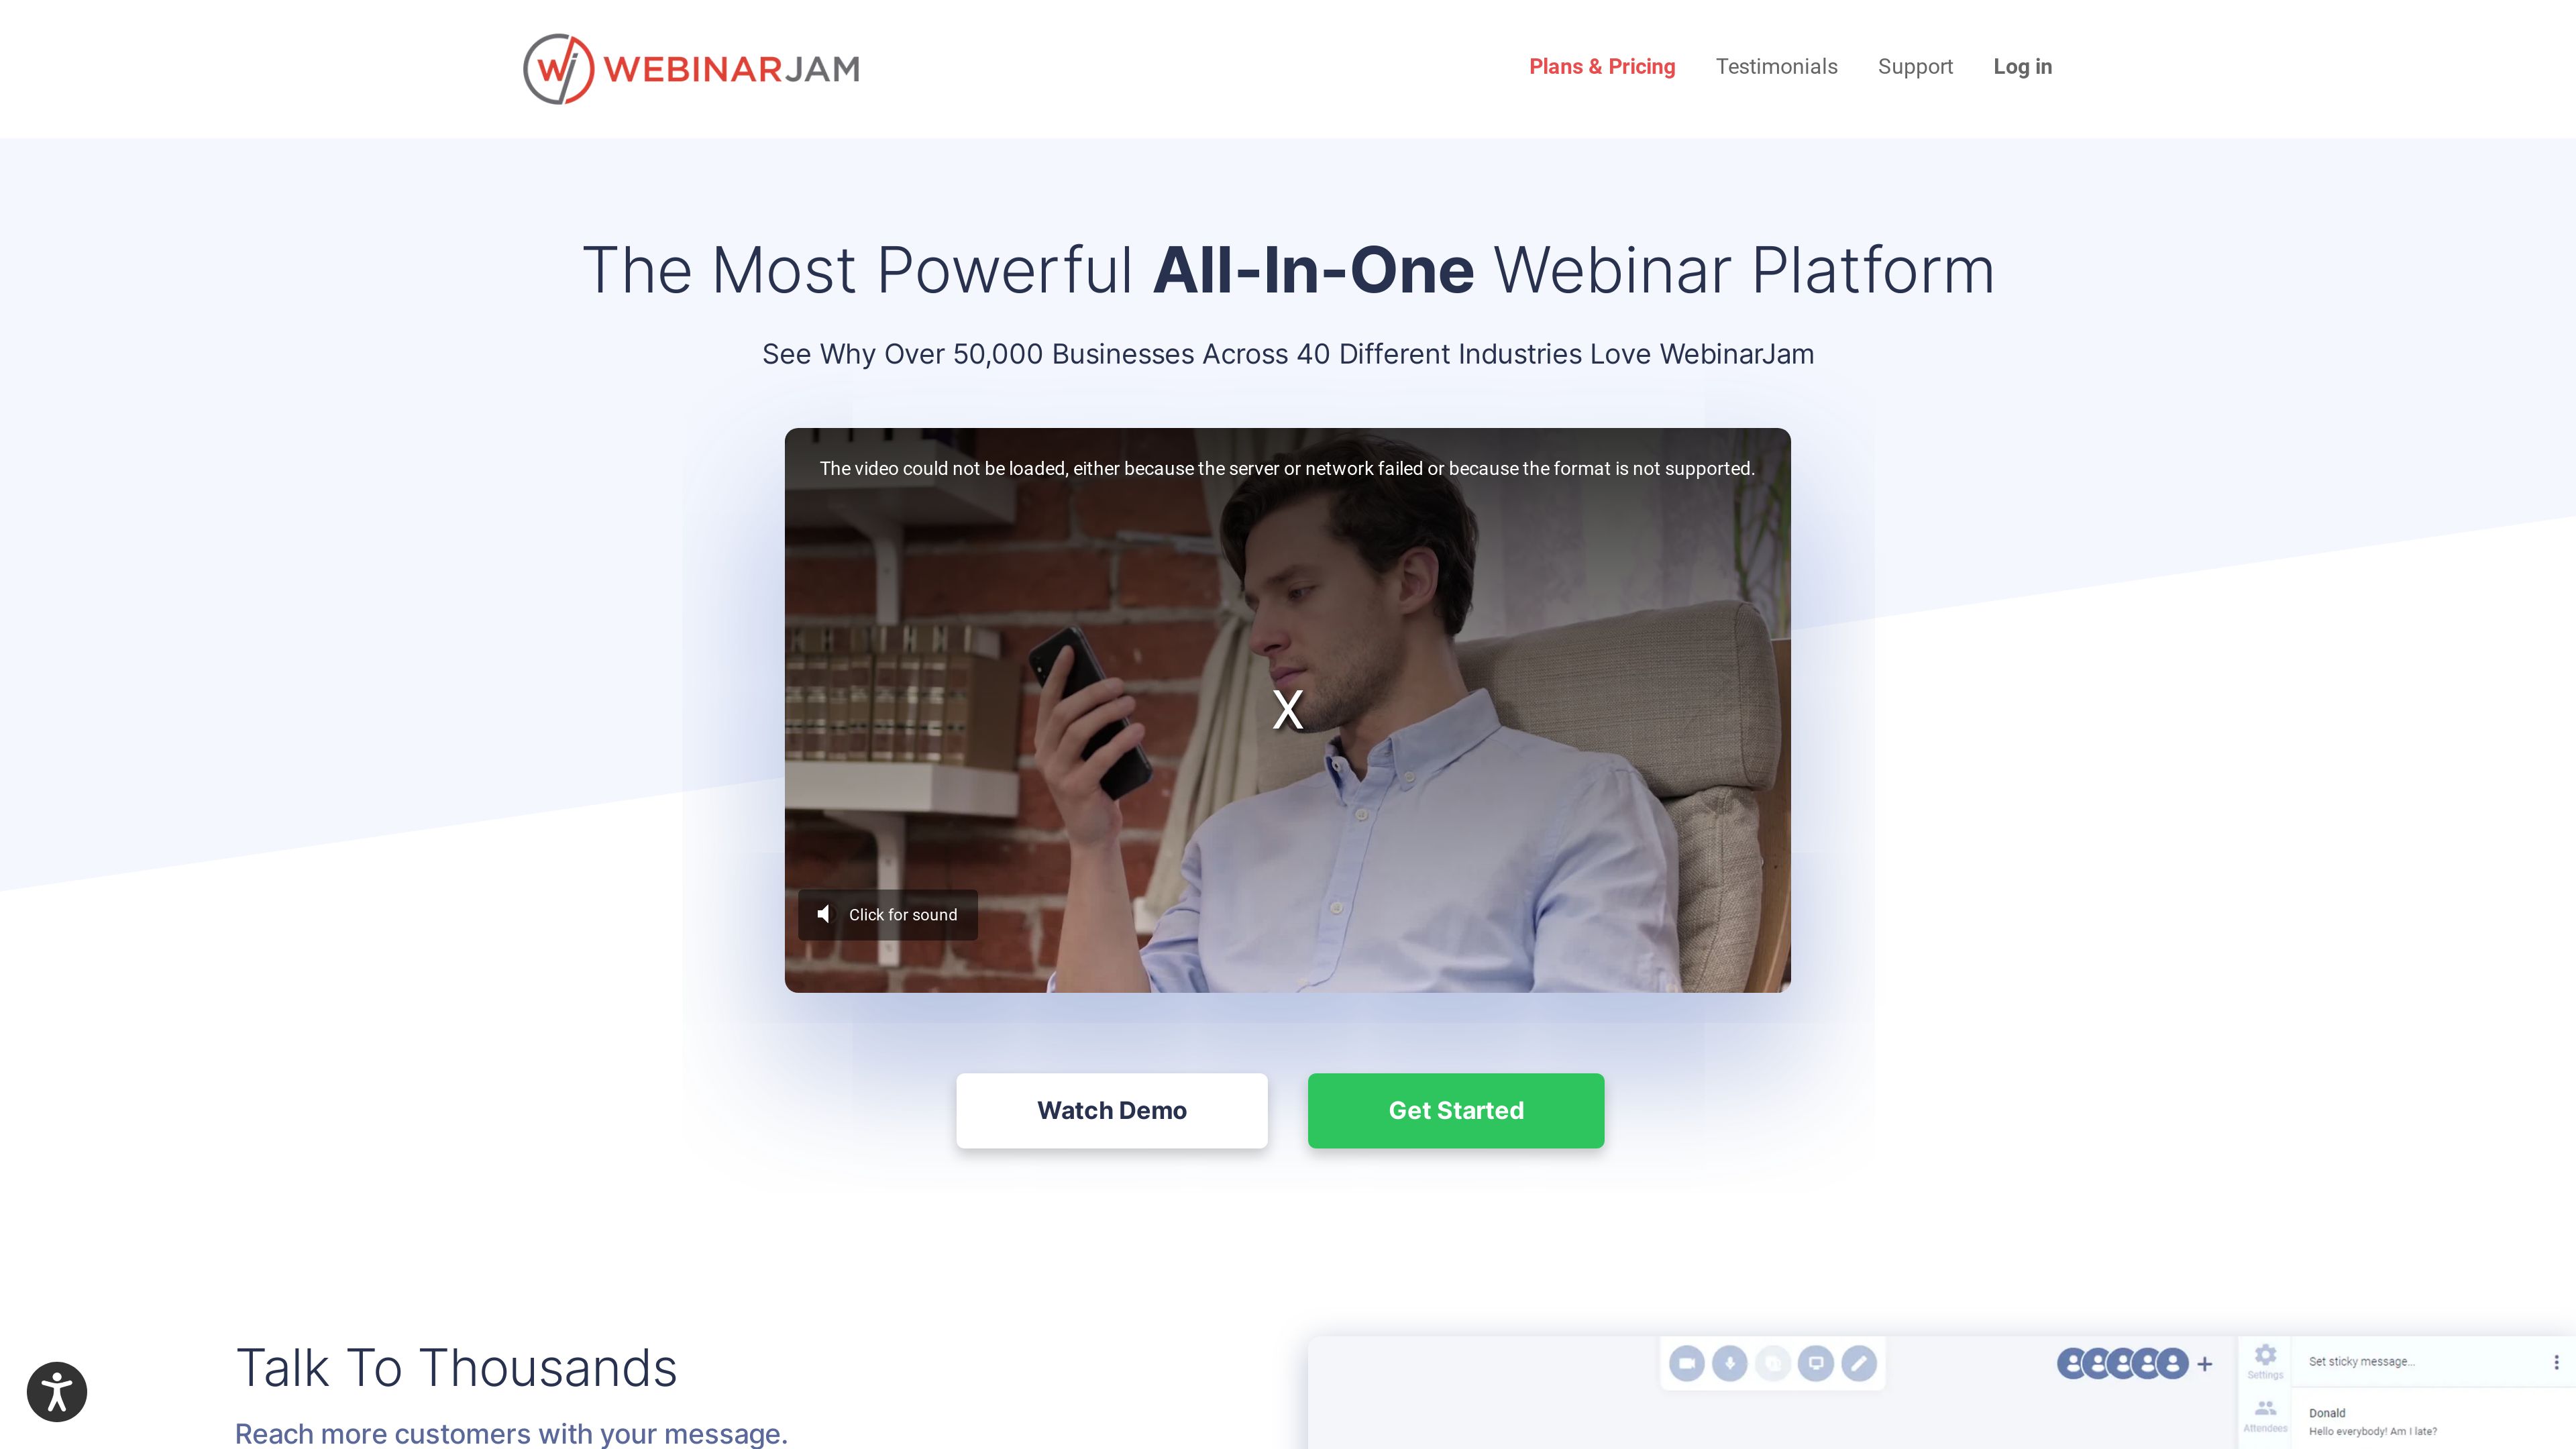 WEBINARJAM
Plans & Pricing
Testimonials
Support
Log in
The Most Powerful All-In-One Webinar Platform
See Why Over 50,000 Businesses Across 40 Different Industries Love WebinarJam
The video could not be loaded, either because the server or network failed or because the format is not supported.
X
Click for sound
Watch Demo
Get Started
Talk To Thousands
Reach more customers with your message.
Settings
Set sticky message...
Attendees
Donald
Hello everybody! Am I late?